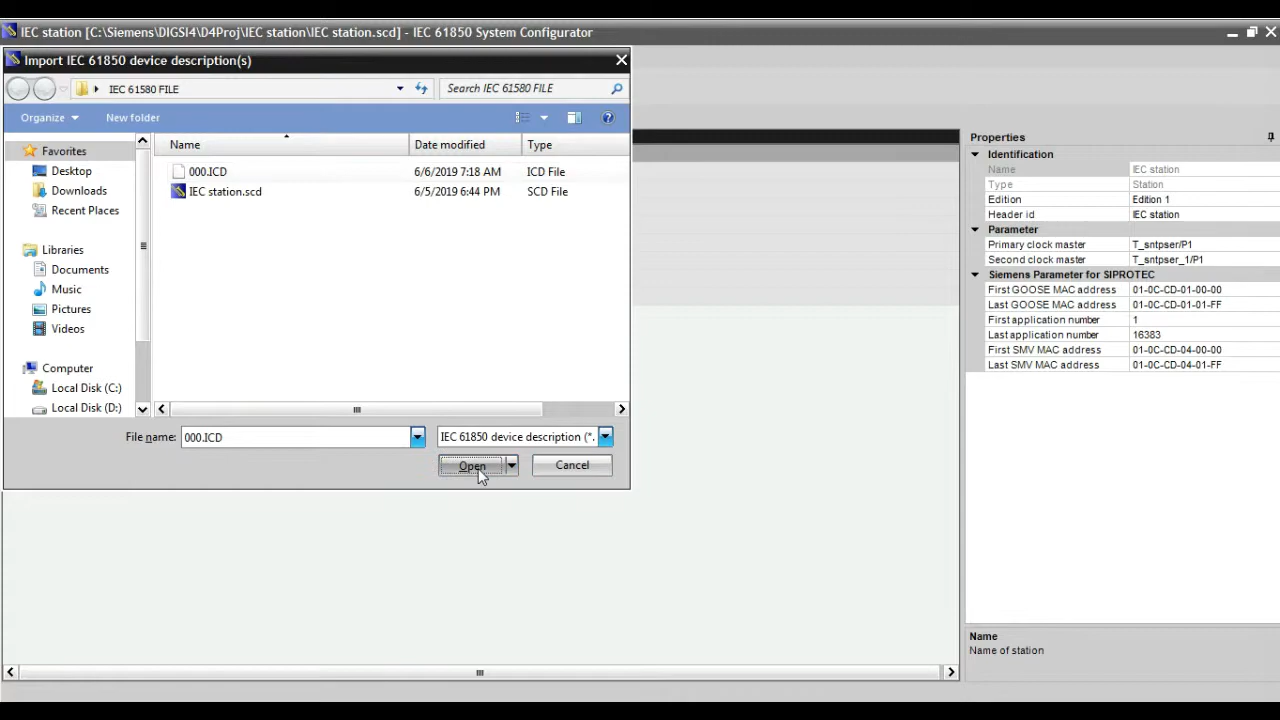 IEC station [C:\Siemens\DIGSI4\D4Proj\IEC station\IEC station.scd] - IEC 61850 System Configurator
Import IEC 61850 device description(s)
IEC 61580 FILE
Search IEC 61580 FILE
Organize
New folder
Favorites
Desktop
Downloads
Recent Places
Libraries
Documents
Music
Pictures
Videos
Computer
Local Disk (C:)
Local Disk (D:)
Name Date modified Type
000.ICD 6/6/2019 7:18 AM ICD File
IEC station.scd 6/5/2019 6:44 PM SCD File
File name: 000.ICD
IEC 61850 device description (*.
Open
Cancel
Properties
Identification
Name IEC station
Type Station
Edition Edition 1
Header id IEC station
Parameter
Primary clock master T_sntpser/P1
Second clock master T_sntpser_1/P1
Siemens Parameter for SIPROTEC
First GOOSE MAC address 01-0C-CD-01-00-00
Last GOOSE MAC address 01-0C-CD-01-01-FF
First application number 1
Last application number 16383
First SMV MAC address 01-0C-CD-04-00-00
Last SMV MAC address 01-0C-CD-04-01-FF
Name
Name of station